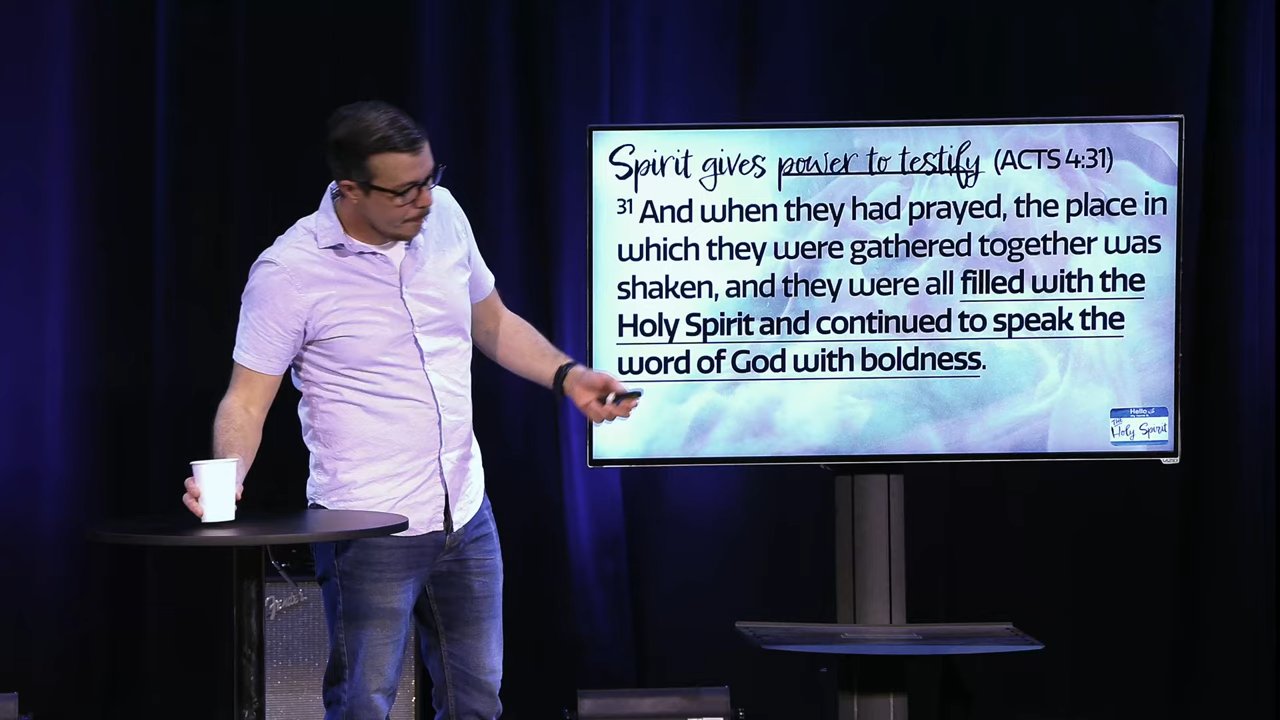 Spirit gives power to testify (ACTS 4:31)
31 And when they had prayed, the place in
which they were gathered together was
shaken, and they were all filled with the
Holy Spirit and continued to speak the
word of God with boldness.
Hello
The
Holy Spirit
Fender